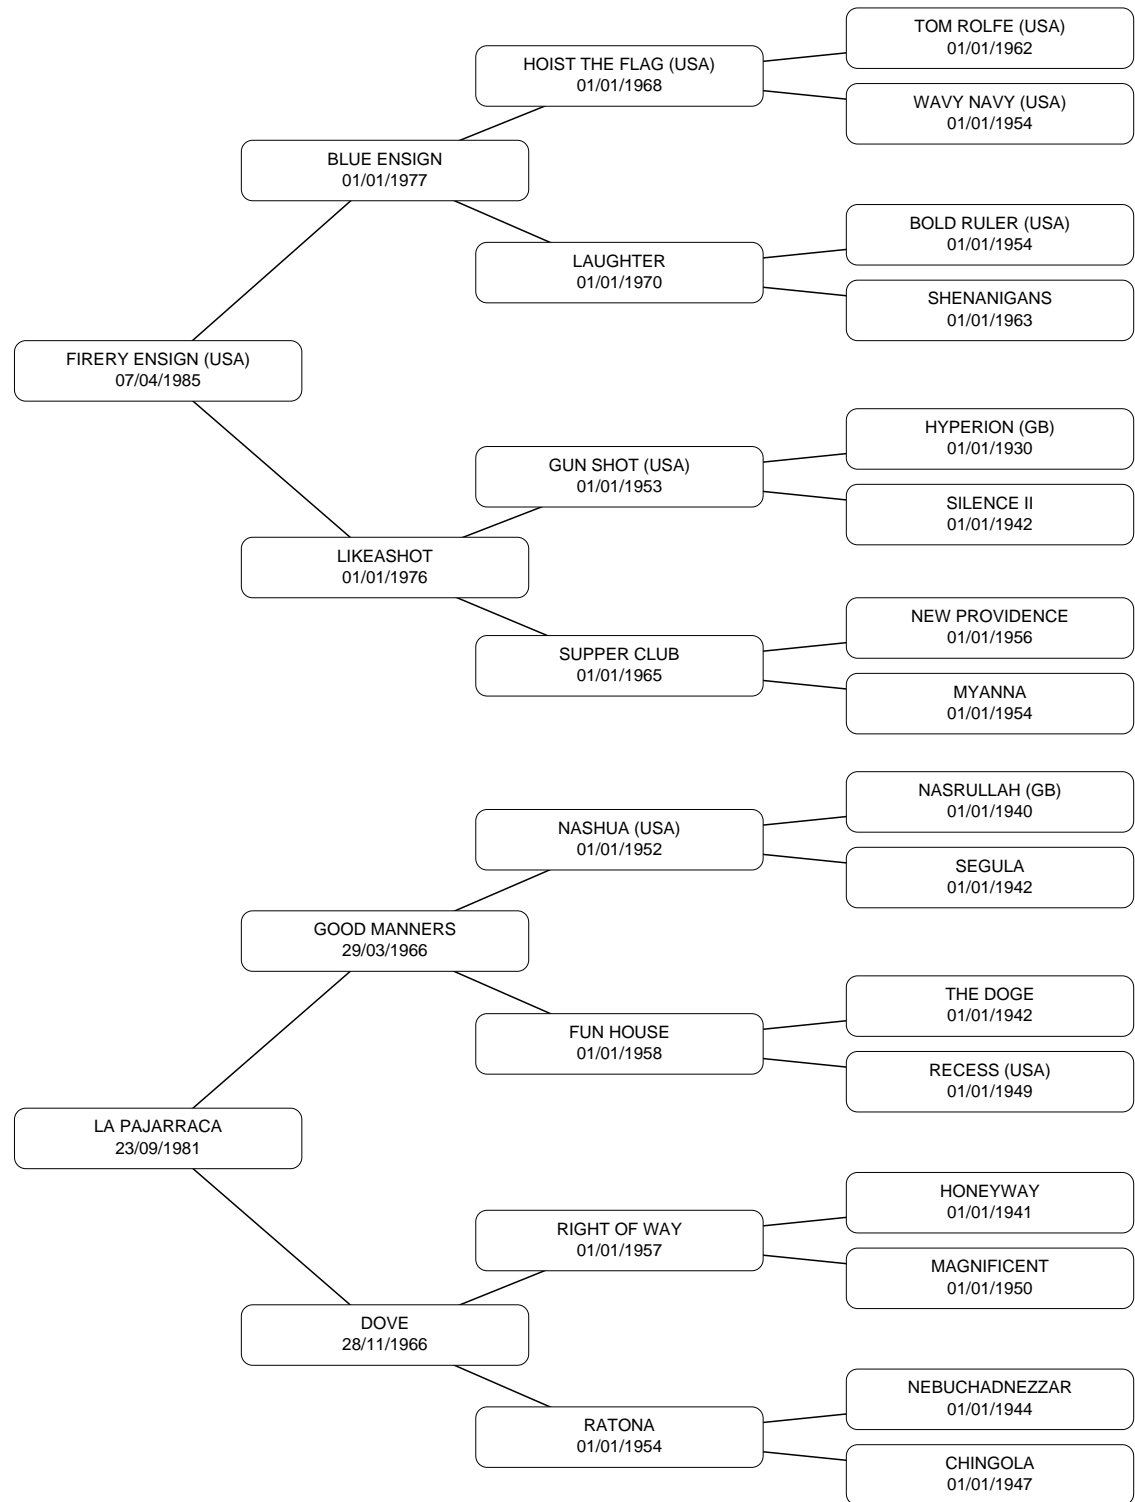 TOM ROLFE (USA)
01/01/1962
HOIST THE FLAG (USA)
01/01/1968
WAVY NAVY (USA)
01/01/1954
BLUE ENSIGN
01/01/1977
BOLD RULER (USA)
01/01/1954
LAUGHTER
01/01/1970
SHENANIGANS
01/01/1963
FIRERY ENSIGN (USA)
07/04/1985
HYPERION (GB)
01/01/1930
GUN SHOT (USA)
01/01/1953
SILENCE II
01/01/1942
LIKEASHOT
01/01/1976
NEW PROVIDENCE
01/01/1956
SUPPER CLUB
01/01/1965
MYANNA
01/01/1954
NASRULLAH (GB)
01/01/1940
NASHUA (USA)
01/01/1952
SEGULA
01/01/1942
GOOD MANNERS
29/03/1966
THE DOGE
01/01/1942
FUN HOUSE
01/01/1958
RECESS (USA)
01/01/1949
LA PAJARRACA
23/09/1981
HONEYWAY
01/01/1941
RIGHT OF WAY
01/01/1957
MAGNIFICENT
01/01/1950
DOVE
28/11/1966
NEBUCHADNEZZAR
01/01/1944
RATONA
01/01/1954
CHINGOLA
01/01/1947